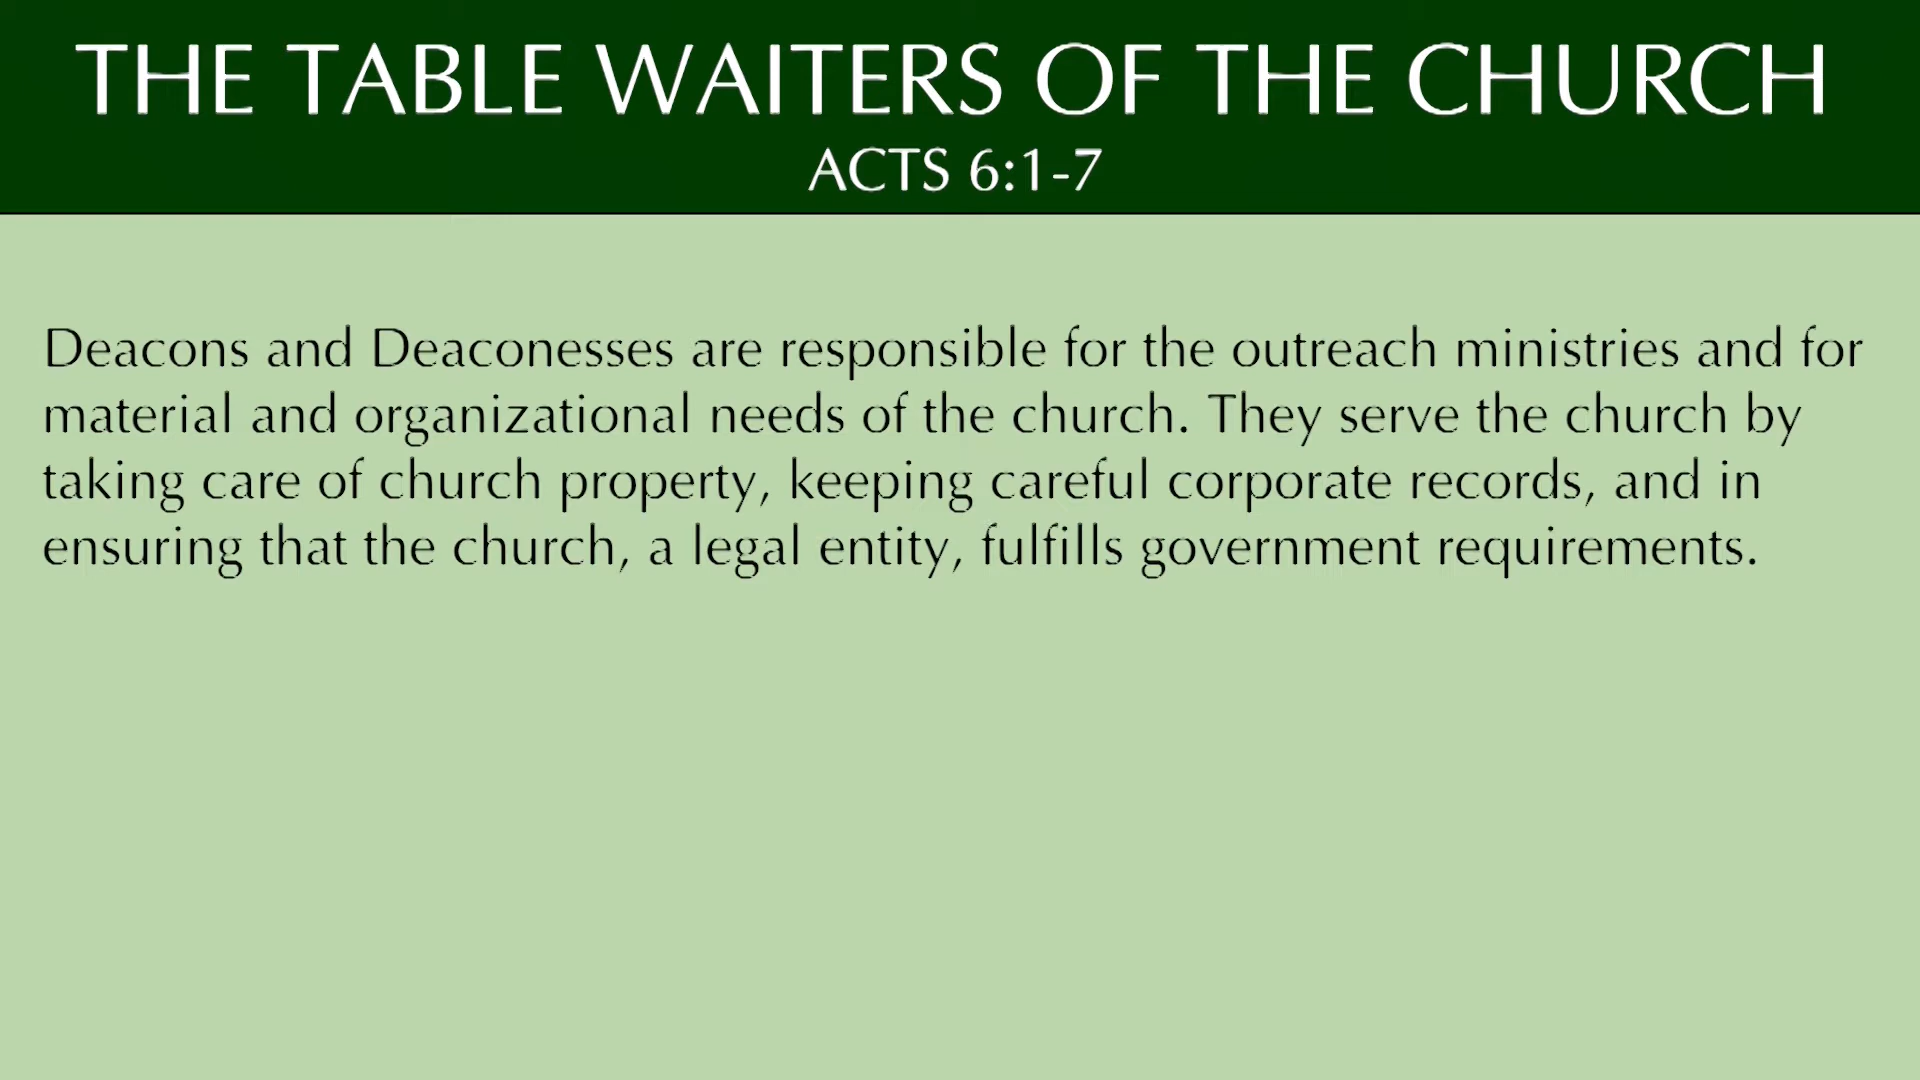 THE TABLE WAITERS OF THE CHURCH
ACTS 6:1-7
Deacons and Deaconesses are responsible for the outreach ministries and for
material and organizational needs of the church. They serve the church by
taking care of church property, keeping careful corporate records, and in
ensuring that the church, a legal entity, fulfills government requirements.